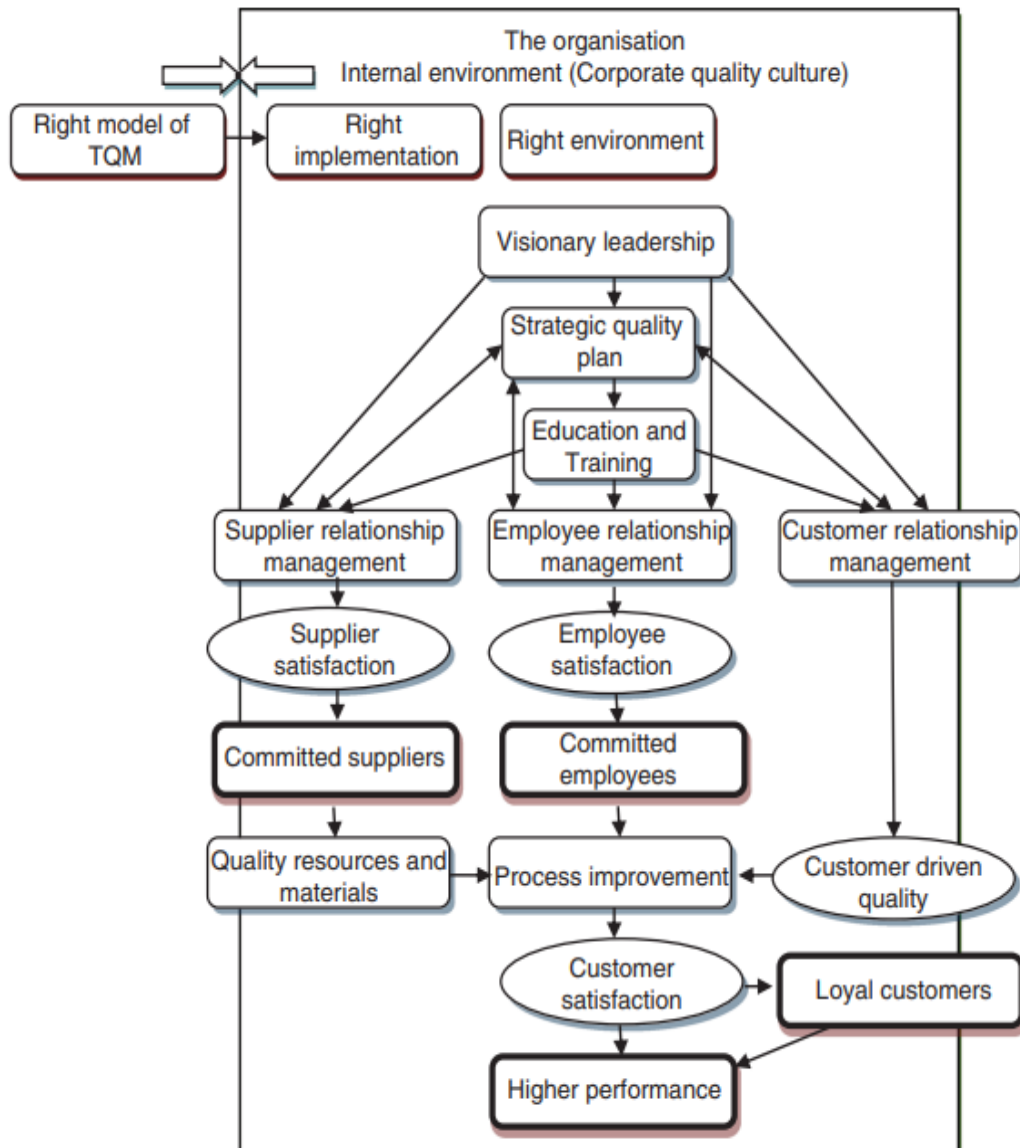 The organisation
Internal environment (Corporate quality culture)
Right model of
TQM
Right
implementation
Right environment
Visionary leadership
Strategic quality
plan
Education and
Training
Supplier relationship
management
Employee relationship
management
Customer relationship
management
Supplier
satisfaction
Employee
satisfaction
Committed suppliers
Committed
employees
Quality resources and
materials
Process improvement
Customer driven
quality
Customer
satisfaction
Loyal customers
Higher performance